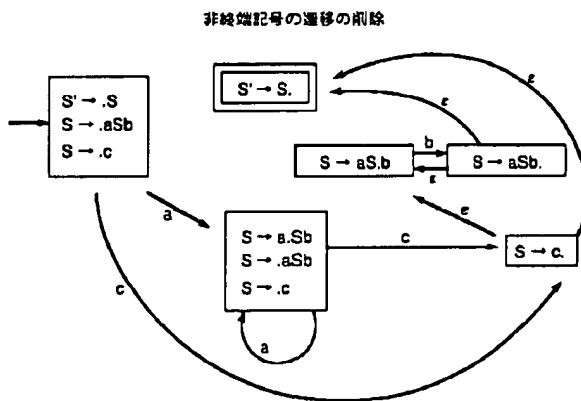 非終端記号の遷移の削除
S' → .S
S → .aSb
S → .c
S' → S.
ε
ε
S → aS.b
b
ε
S → aSb.
a
ε
S → a.Sb
S → .aSb
S → .c
c
S → c.
c
a